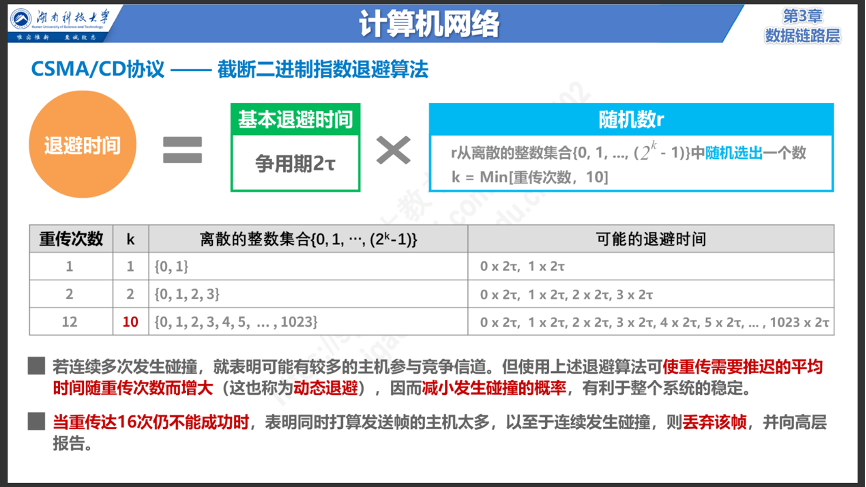 湖南科技大学
Hunan University of Science and Technology
唯实惟新 至诚致志
计算机网络
第3章
数据链路层
CSMA/CD协议 —— 截断二进制指数退避算法
退避时间
=
基本退避时间
争用期2τ
×
随机数r
r从离散的整数集合{0, 1, ..., (2^k - 1)}中随机选出一个数
k = Min[重传次数，10]
重传次数 k 离散的整数集合{0, 1, ···, (2ᵏ-1)} 可能的退避时间
1 1 {0, 1} 0 x 2τ, 1 x 2τ
2 2 {0, 1, 2, 3} 0 x 2τ, 1 x 2τ, 2 x 2τ, 3 x 2τ
12 10 {0, 1, 2, 3, 4, 5, ... , 1023} 0 x 2τ, 1 x 2τ, 2 x 2τ, 3 x 2τ, 4 x 2τ, 5 x 2τ, ... , 1023 x 2τ
若连续多次发生碰撞，就表明可能有较多的主机参与竞争信道。但使用上述退避算法可使重传需要推迟的平均
时间随重传次数而增大（这也称为动态退避），因而减小发生碰撞的概率，有利于整个系统的稳定。
当重传达16次仍不能成功时，表明同时打算发送帧的主机太多，以至于连续发生碰撞，则丢弃该帧，并向高层
报告。